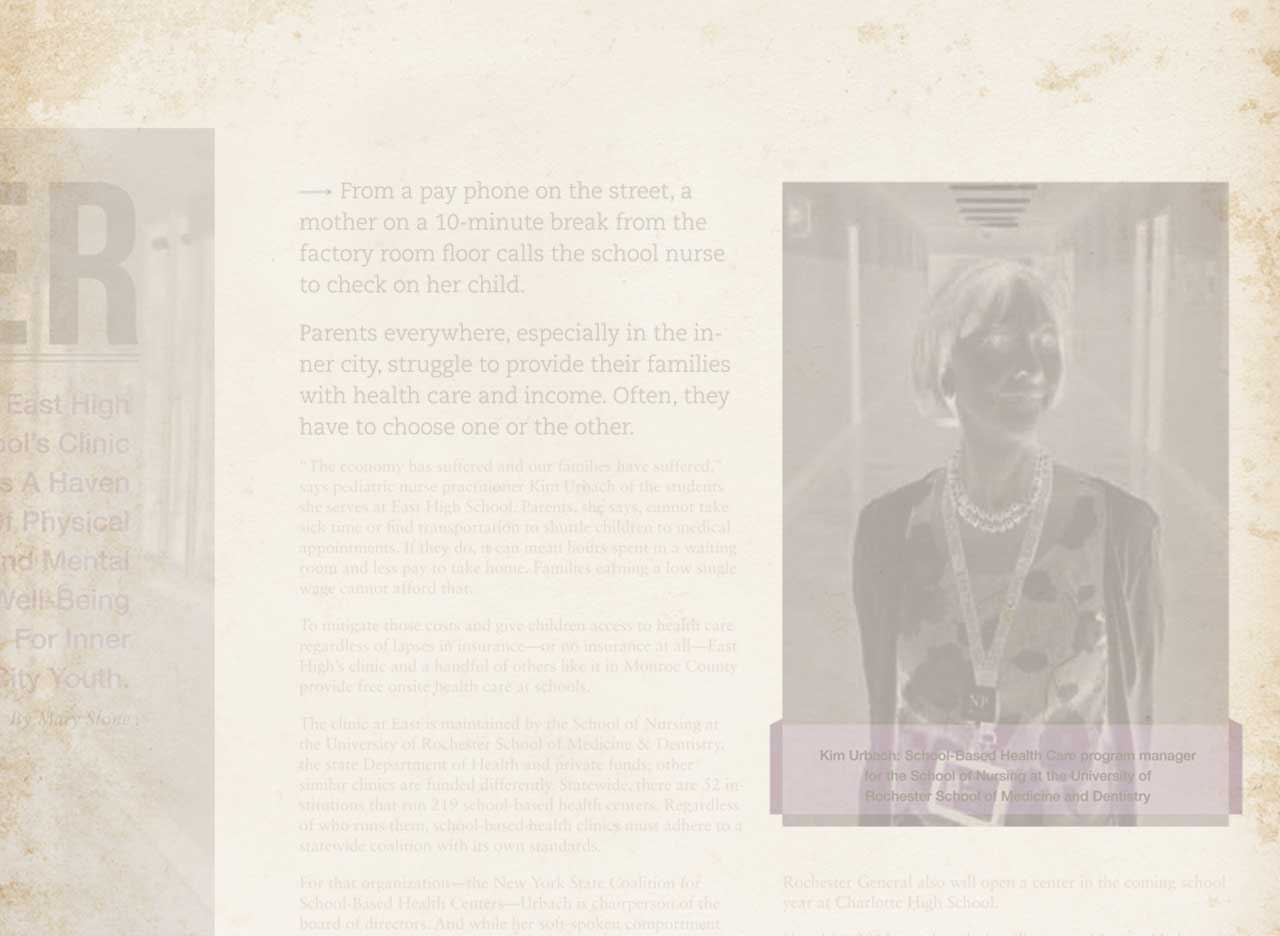 ER
East High
ool's Clinic
s A Haven
Of Physical
nd Mental
Well-Being
For Inner
City Youth.
By Mary Stone
→ From a pay phone on the street, a
mother on a 10-minute break from the
factory room floor calls the school nurse
to check on her child.
Parents everywhere, especially in the in-
ner city, struggle to provide their families
with health care and income. Often, they
have to choose one or the other.
"The economy has suffered and our families have suffered,"
says pediatric nurse practitioner Kim Urbach of the students
she serves at East High School. Parents, she says, cannot take
sick time or find transportation to shuttle children to medical
appointments. If they do, it can mean hours spent in a waiting
room and less pay to take home. Families earning a low single
wage cannot afford that.
To mitigate those costs and give children access to health care
regardless of lapses in insurance—or no insurance at all—East
High's clinic and a handful of others like it in Monroe County
provide free onsite health care at schools.
The clinic at East is maintained by the School of Nursing at
the University of Rochester School of Medicine & Dentistry,
the state Department of Health and private funds; other
similar clinics are funded differently. Statewide, there are 52 in-
stitutions that run 219 school-based health centers. Regardless
of who runs them, school-based-health clinics must adhere to a
statewide coalition with its own standards.
For that organization—the New York State Coalition for
School-Based Health Centers—Urbach is chairperson of the
board of directors. And while her soft-spoken comportment
NP
Kim Urbach: School-Based Health Care program manager
for the School of Nursing at the University of
Rochester School of Medicine and Dentistry
Rochester General also will open a center in the coming school
year at Charlotte High School.